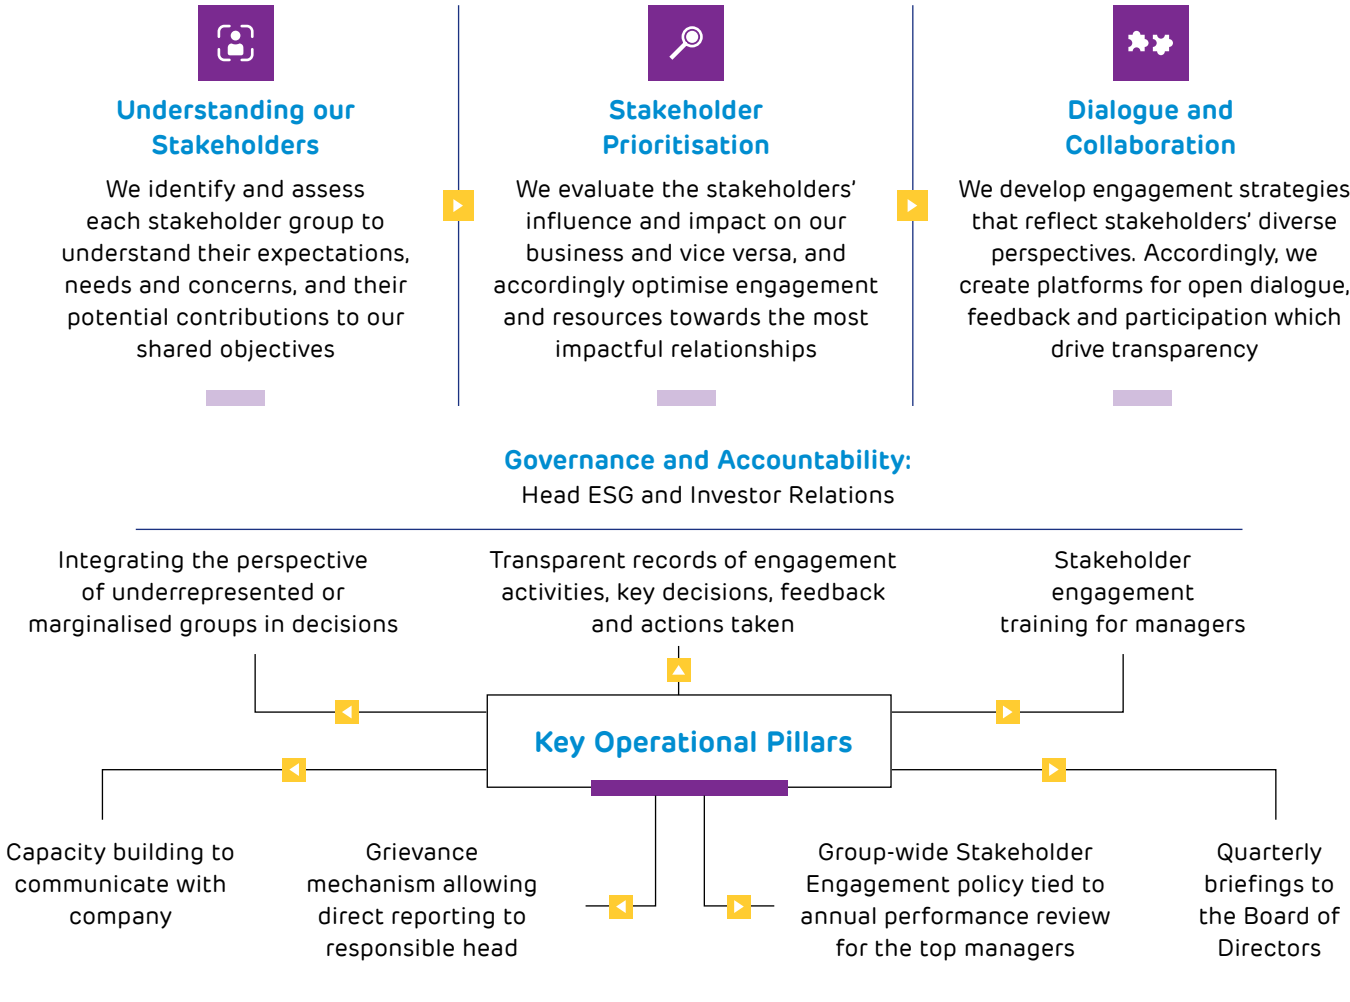 Understanding our
Stakeholders
We identify and assess
each stakeholder group to
understand their expectations,
needs and concerns, and their
potential contributions to our
shared objectives
Stakeholder
Prioritisation
We evaluate the stakeholders’
influence and impact on our
business and vice versa, and
accordingly optimise engagement
and resources towards the most
impactful relationships
Dialogue and
Collaboration
We develop engagement strategies
that reflect stakeholders’ diverse
perspectives. Accordingly, we
create platforms for open dialogue,
feedback and participation which
drive transparency
Governance and Accountability:
Head ESG and Investor Relations
Integrating the perspective
of underrepresented or
marginalised groups in decisions
Transparent records of engagement
activities, key decisions, feedback
and actions taken
Stakeholder
engagement
training for managers
Key Operational Pillars
Capacity building to
communicate with
company
Grievance
mechanism allowing
direct reporting to
responsible head
Group-wide Stakeholder
Engagement policy tied to
annual performance review
for the top managers
Quarterly
briefings to
the Board of
Directors